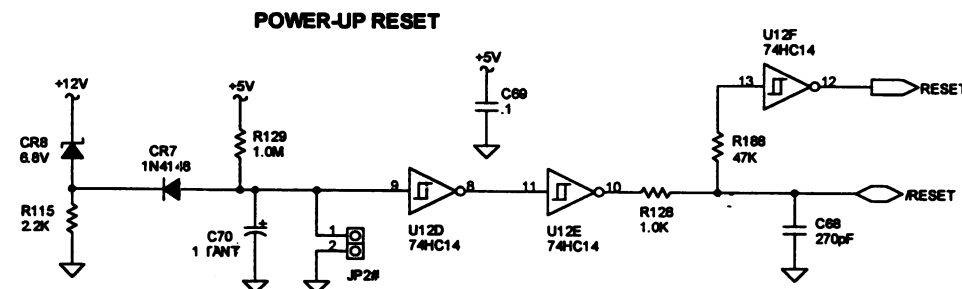 POWER-UP RESET
U12F
74HC14
+12V
+5V
+5V
13
12
RESET
C69
.1
CR8
6.8V
CR7
1N4148
R129
1.0M
R188
47K
9
8
11
10
/RESET
R115
2.2K
C70
1 TANT
+
1
2
JP2#
U12D
74HC14
U12E
74HC14
R128
1.0K
C68
270pF